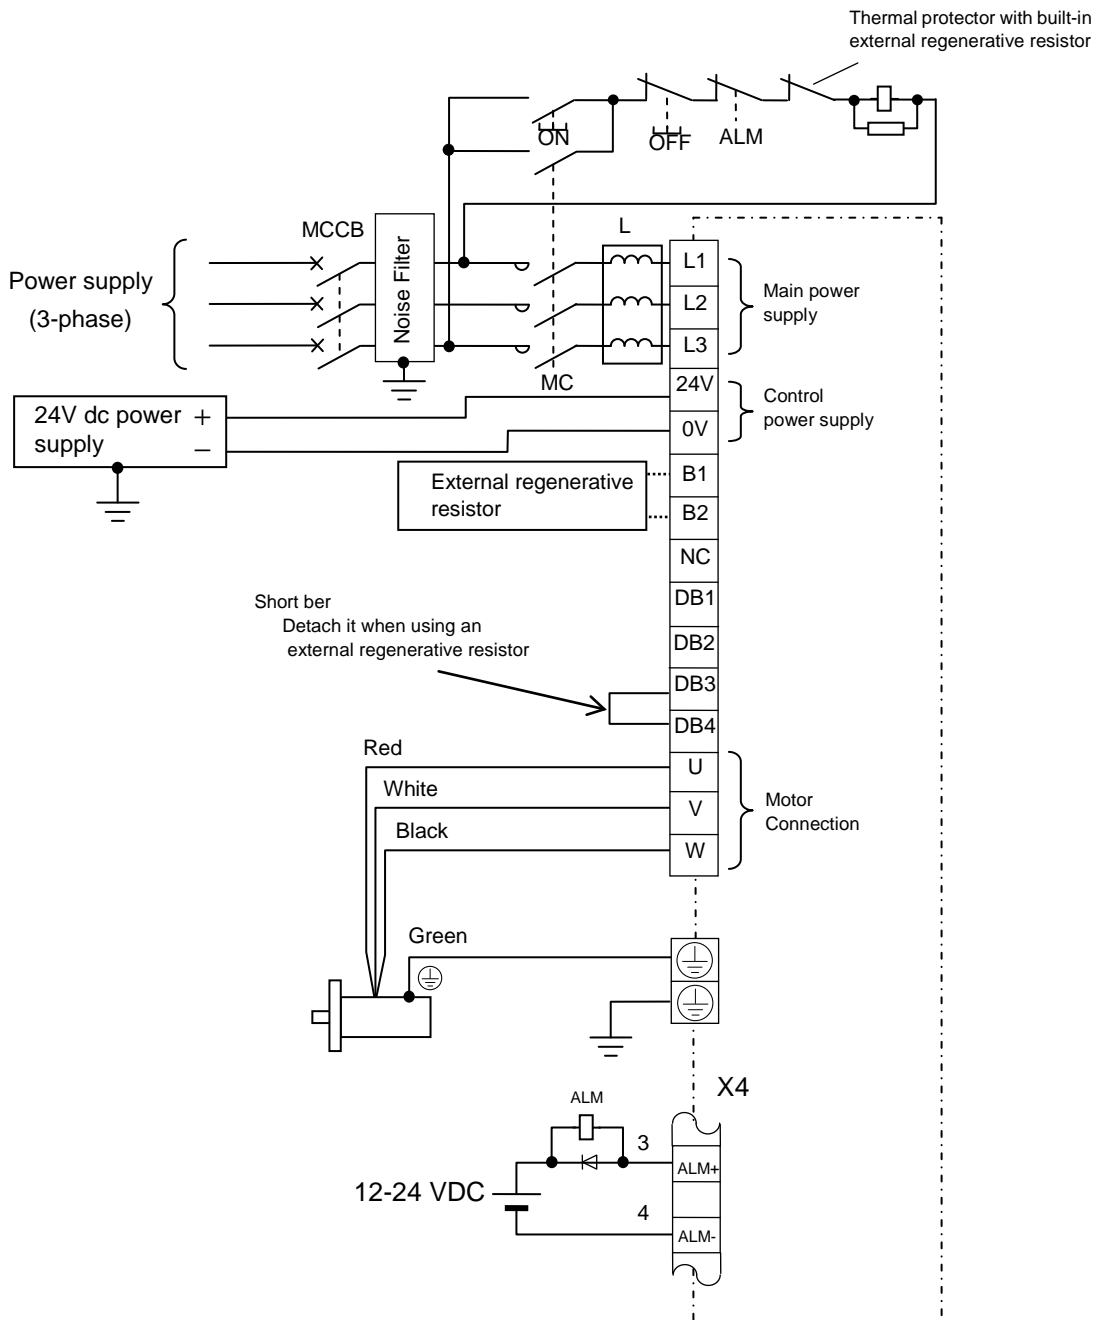 Thermal protector with built-in
external regenerative resistor
ON
OFF
ALM
MCCB
Noise Filter
L
Power supply
(3-phase)
L1
L2
L3
Main power
supply
MC
24V dc power +
supply −
24V
0V
Control
power supply
External regenerative
resistor
B1
B2
NC
DB1
DB2
DB3
DB4
Short ber
Detach it when using an
external regenerative resistor
Red
White
Black
U
V
W
Motor
Connection
Green
X4
ALM
3
ALM+
12-24 VDC
4
ALM-